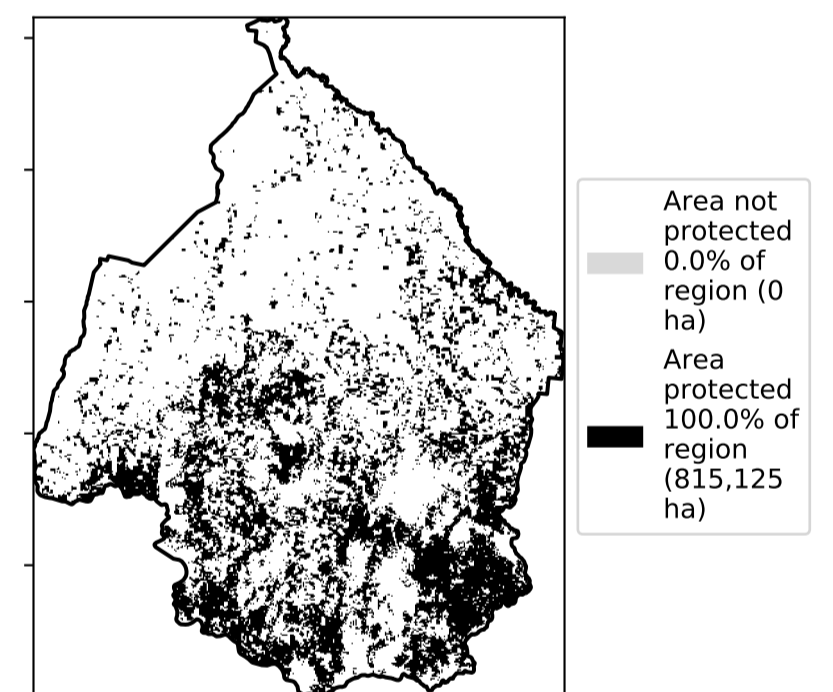 Area not
protected
0.0% of
region (0
ha)
Area
protected
100.0% of
region
(815,125
ha)